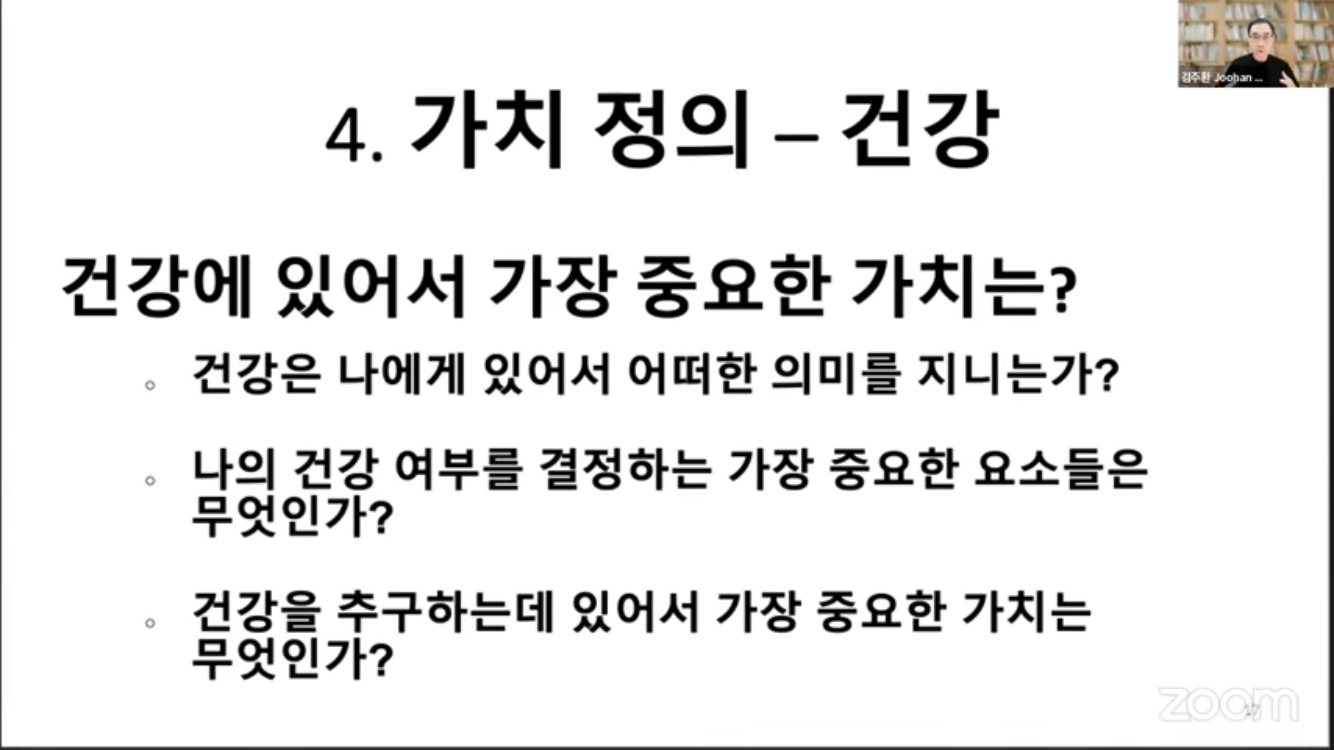 김주환 Joohan ...
4. 가치 정의 – 건강
건강에 있어서 가장 중요한 가치는?
건강은 나에게 있어서 어떠한 의미를 지니는가?
나의 건강 여부를 결정하는 가장 중요한 요소들은
무엇인가?
건강을 추구하는데 있어서 가장 중요한 가치는
무엇인가?
zoom